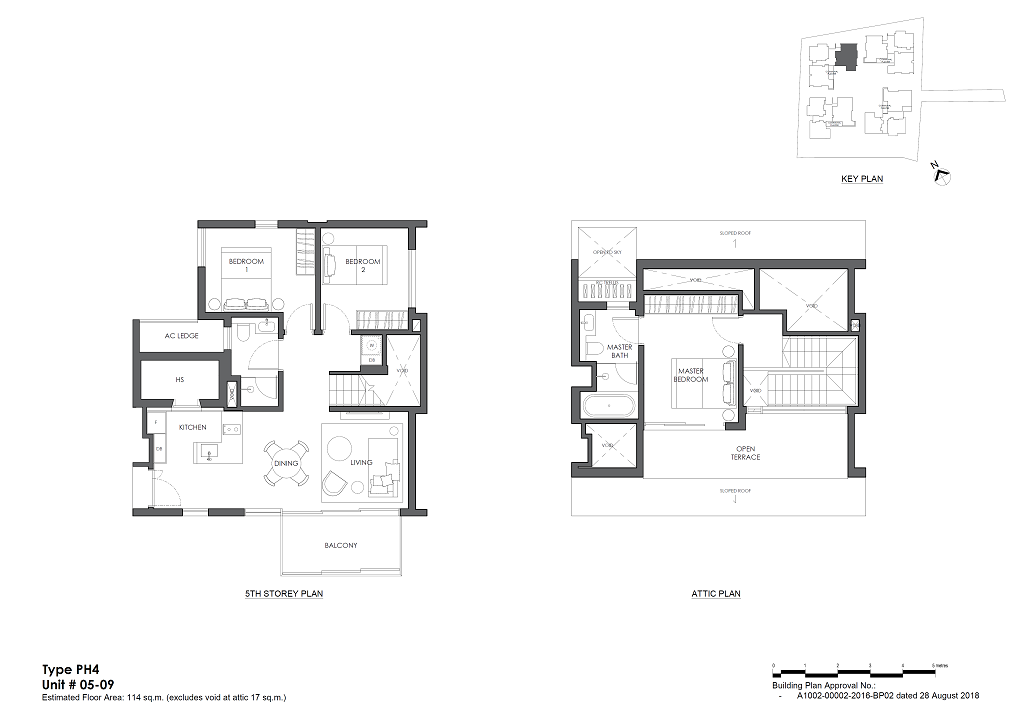 KEY PLAN
N
BEDROOM
1
BEDROOM
2
AC LEDGE
HS
W
DB
VOID
KITCHEN
F
DINING
LIVING
BALCONY
5TH STOREY PLAN
SLOPED ROOF
1
OPEN TO SKY
VOID
VOID
MASTER
BATH
MASTER
BEDROOM
VOID
VOID
OPEN
TERRACE
SLOPED ROOF
ATTIC PLAN
Type PH4
Unit # 05-09
Estimated Floor Area: 114 sq.m. (excludes void at attic 17 sq.m.)
0 1 2 3 4 5 metres
Building Plan Approval No.:
- A1002-00002-2016-BP02 dated 28 August 2018